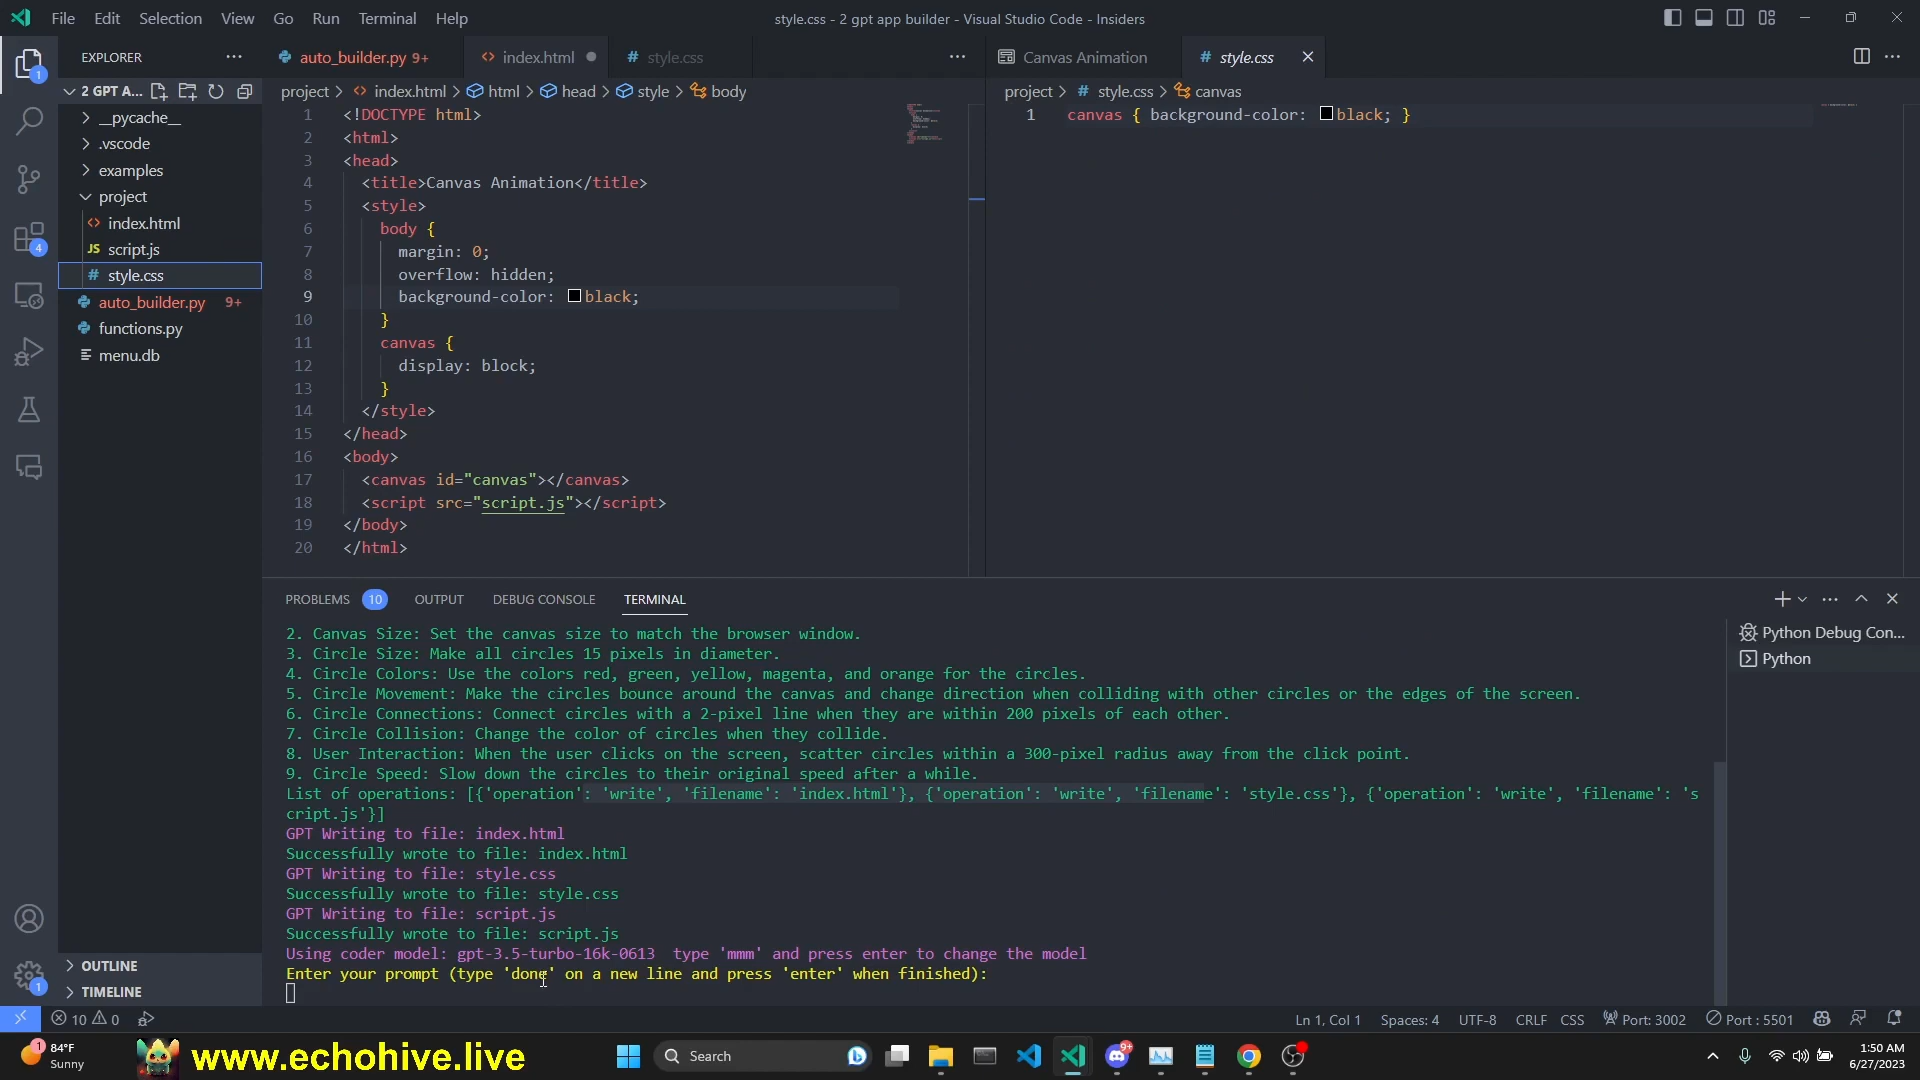 File Edit Selection View Go Run Terminal Help
style.css - 2 gpt app builder - Visual Studio Code - Insiders
EXPLORER
auto_builder.py 9+
index.html
style.css
Canvas Animation
style.css
2 GPT A...
project > index.html > html > head > style > body
project > style.css > canvas
__pycache__
.vscode
examples
project
index.html
script.js
style.css
auto_builder.py 9+
functions.py
menu.db
1 <!DOCTYPE html>
2 <html>
3 <head>
4 <title>Canvas Animation</title>
5 <style>
6 body {
7 margin: 0;
8 overflow: hidden;
9 background-color: black;
10 }
11 canvas {
12 display: block;
13 }
14 </style>
15 </head>
16 <body>
17 <canvas id="canvas"></canvas>
18 <script src="script.js"></script>
19 </body>
20 </html>
1 canvas { background-color: black; }
1
4
1
PROBLEMS 10 OUTPUT DEBUG CONSOLE TERMINAL
Python Debug Con...
Python
2. Canvas Size: Set the canvas size to match the browser window.
3. Circle Size: Make all circles 15 pixels in diameter.
4. Circle Colors: Use the colors red, green, yellow, magenta, and orange for the circles.
5. Circle Movement: Make the circles bounce around the canvas and change direction when colliding with other circles or the edges of the screen.
6. Circle Connections: Connect circles with a 2-pixel line when they are within 200 pixels of each other.
7. Circle Collision: Change the color of circles when they collide.
8. User Interaction: When the user clicks on the screen, scatter circles within a 300-pixel radius away from the click point.
9. Circle Speed: Slow down the circles to their original speed after a while.
List of operations: [{'operation': 'write', 'filename': 'index.html'}, {'operation': 'write', 'filename': 'style.css'}, {'operation': 'write', 'filename': 's
cript.js'}]
GPT Writing to file: index.html
Successfully wrote to file: index.html
GPT Writing to file: style.css
Successfully wrote to file: style.css
GPT Writing to file: script.js
Successfully wrote to file: script.js
Using coder model: gpt-3.5-turbo-16k-0613 type 'mmm' and press enter to change the model
Enter your prompt (type 'done' on a new line and press 'enter' when finished):
OUTLINE
TIMELINE
10 0
Ln 1, Col 1 Spaces: 4 UTF-8 CRLF CSS Port: 3002 Port : 5501
1
84°F
Sunny
www.echohive.live
Search
9+
1:50 AM
6/27/2023